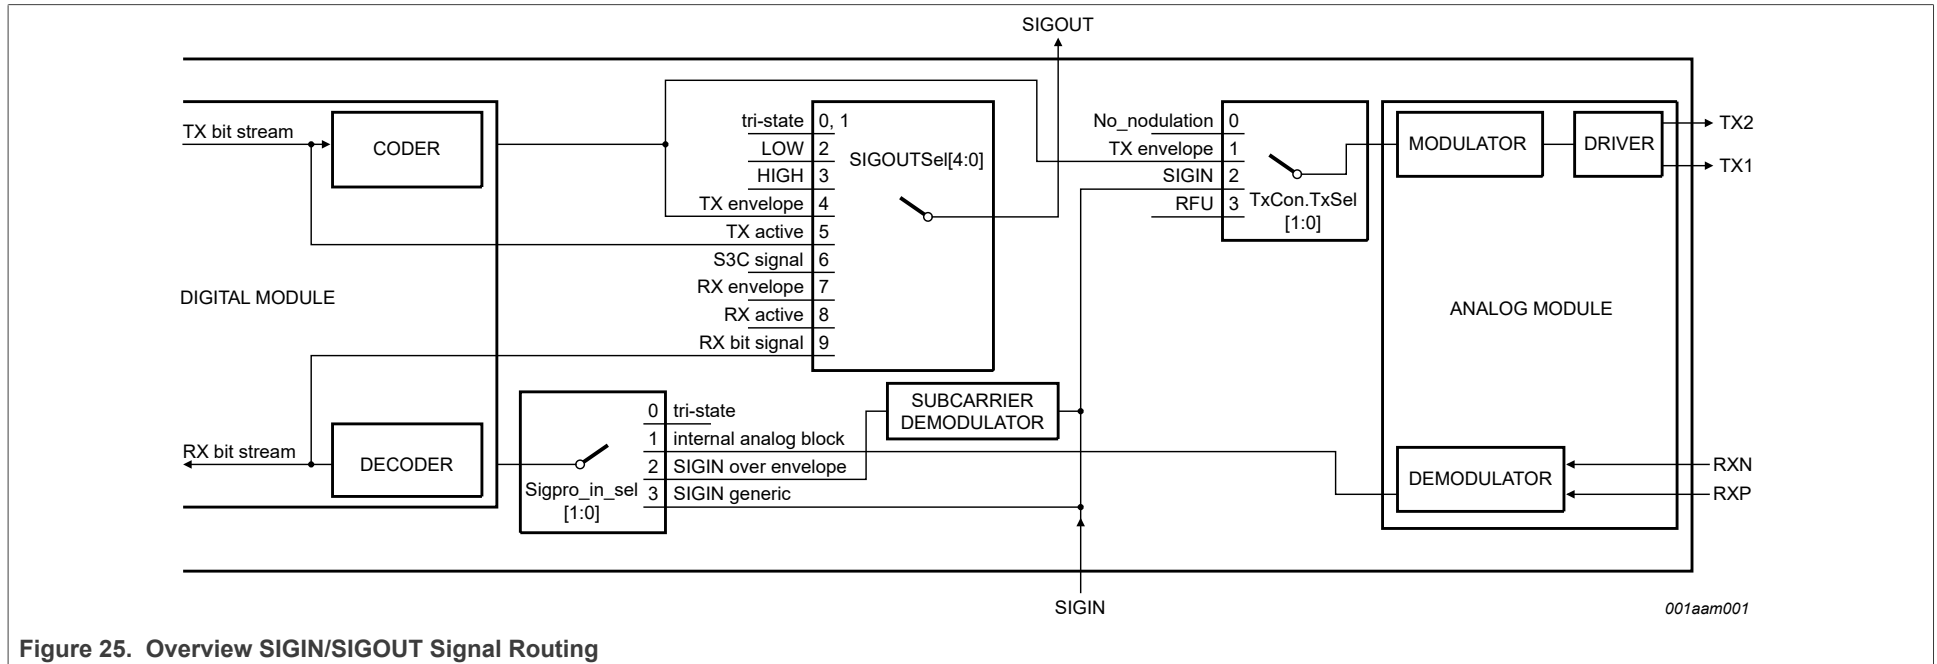 SIGOUT
TX bit stream
CODER
tri-state 0, 1
LOW 2
HIGH 3
TX envelope 4
TX active 5
S3C signal 6
RX envelope 7
RX active 8
RX bit signal 9
SIGOUTSel[4:0]
No_nodulation 0
TX envelope 1
SIGIN 2
RFU 3
TxCon.TxSel
[1:0]
MODULATOR
DRIVER
TX2
TX1
DIGITAL MODULE
ANALOG MODULE
RX bit stream
DECODER
Sigpro_in_sel
[1:0]
0 tri-state
1 internal analog block
2 SIGIN over envelope
3 SIGIN generic
SUBCARRIER
DEMODULATOR
DEMODULATOR
RXN
RXP
SIGIN
001aam001
Figure 25. Overview SIGIN/SIGOUT Signal Routing